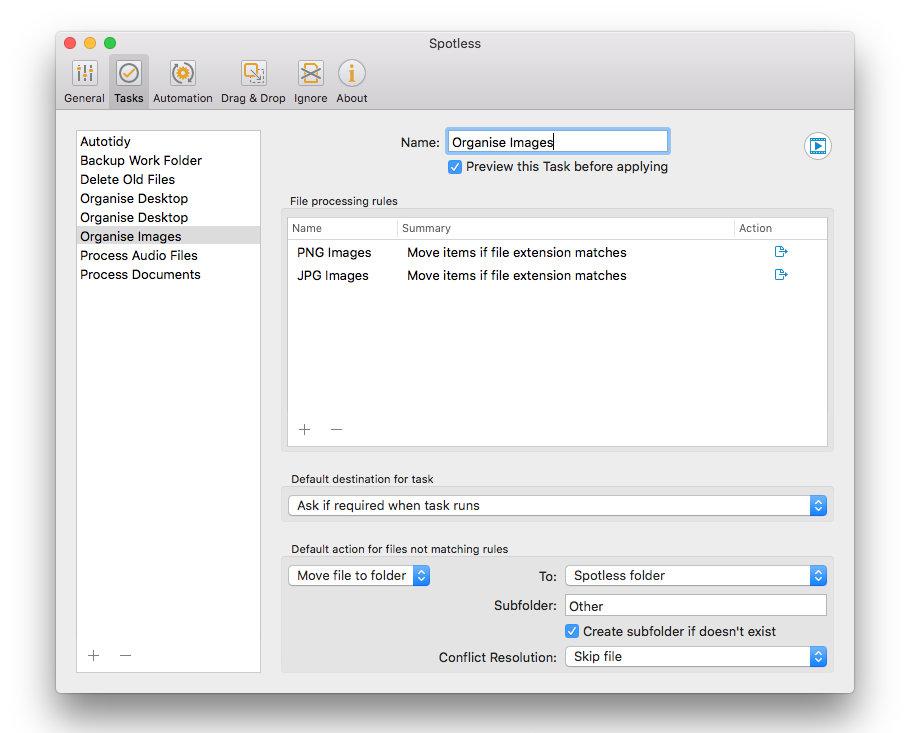 Spotless
General Tasks Automation Drag & Drop Ignore About
Autotidy
Backup Work Folder
Delete Old Files
Organise Desktop
Organise Desktop
Organise Images
Process Audio Files
Process Documents
Name: Organise Images
Preview this Task before applying
File processing rules
Name Summary Action
PNG Images Move items if file extension matches
JPG Images Move items if file extension matches
Default destination for task
Ask if required when task runs
Default action for files not matching rules
Move file to folder To: Spotless folder
Subfolder: Other
Create subfolder if doesn't exist
Conflict Resolution: Skip file